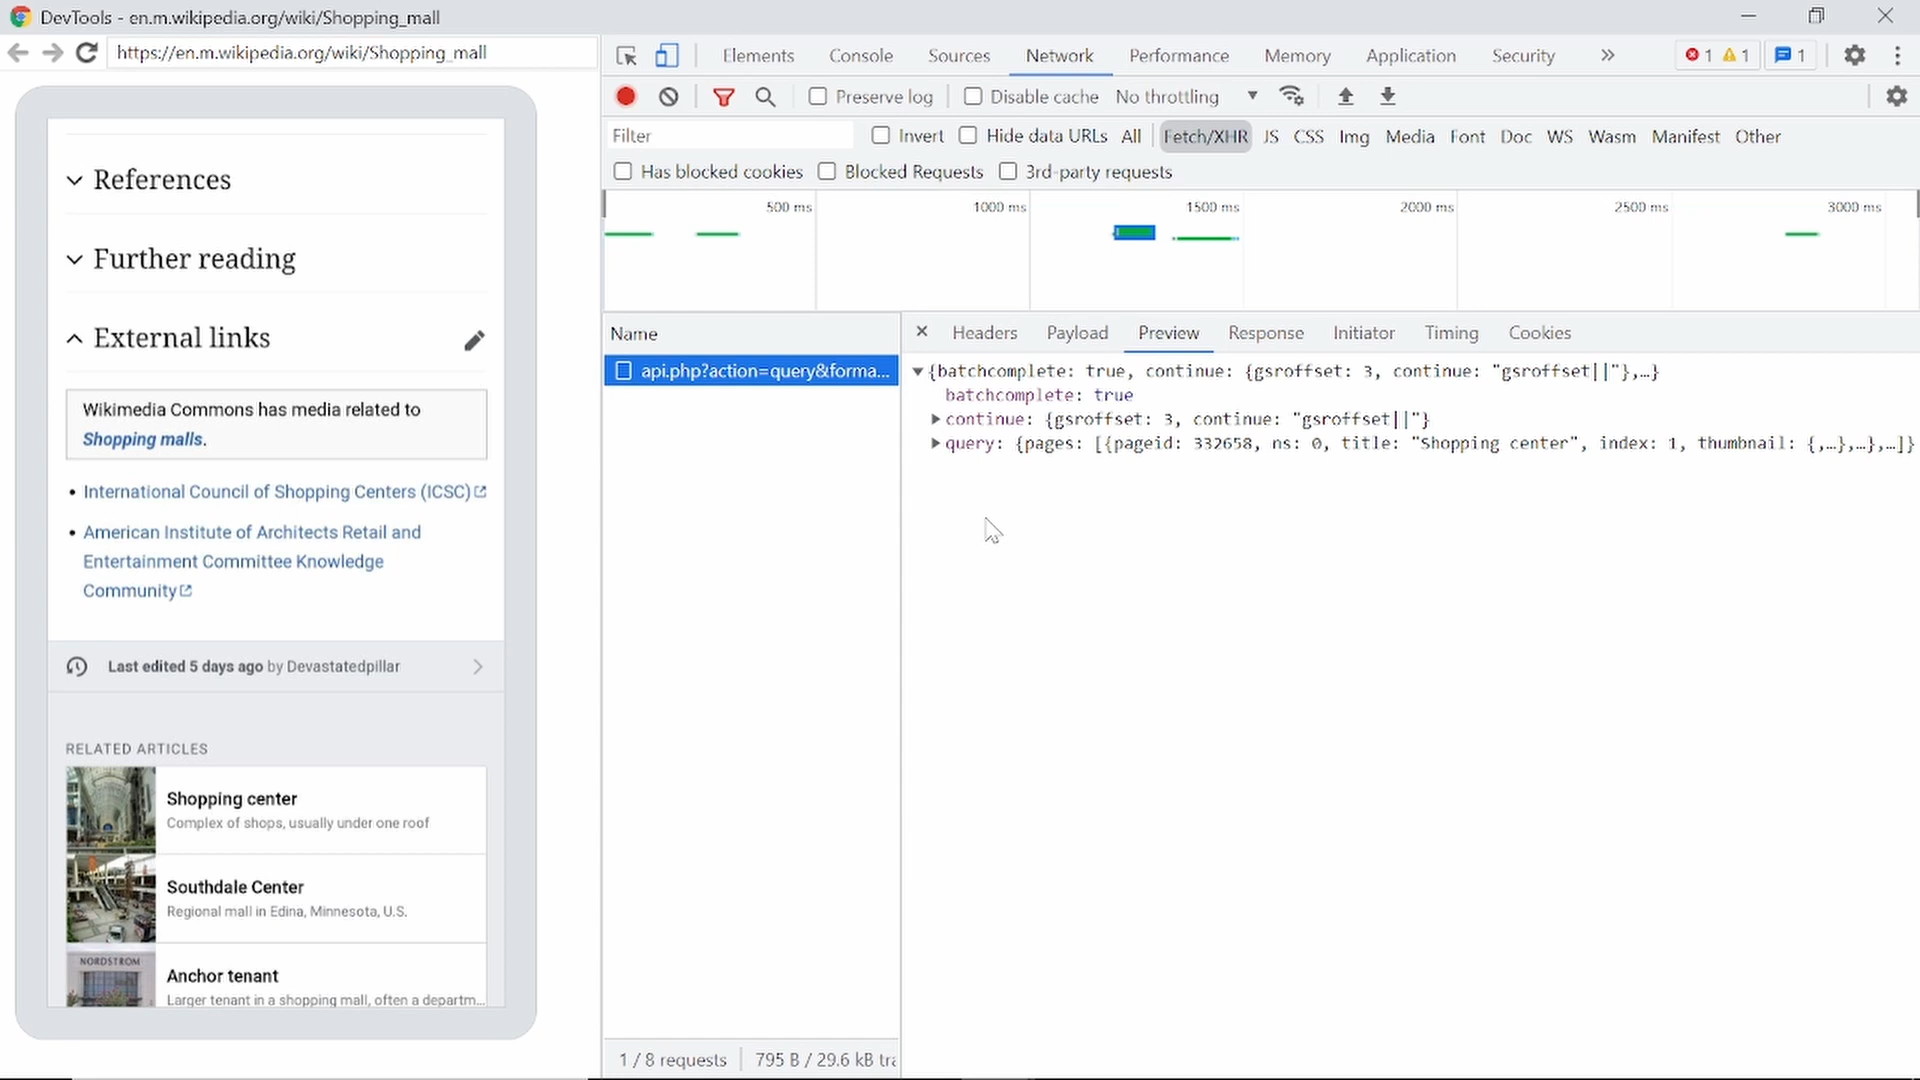 DevTools - en.m.wikipedia.org/wiki/Shopping_mall
https://en.m.wikipedia.org/wiki/Shopping_mall
References
Further reading
External links
Wikimedia Commons has media related to
Shopping malls.
• International Council of Shopping Centers (ICSC)
• American Institute of Architects Retail and
Entertainment Committee Knowledge
Community
Last edited 5 days ago by Devastatedpillar
RELATED ARTICLES
Shopping center
Complex of shops, usually under one roof
Southdale Center
Regional mall in Edina, Minnesota, U.S.
NORDSTROM
Anchor tenant
Larger tenant in a shopping mall, often a departm...
Elements Console Sources Network Performance Memory Application Security » 1 1 1
Preserve log Disable cache No throttling
Filter Invert Hide data URLs All Fetch/XHR JS CSS Img Media Font Doc WS Wasm Manifest Other
Has blocked cookies Blocked Requests 3rd-party requests
500 ms 1000 ms 1500 ms 2000 ms 2500 ms 3000 ms
Name
api.php?action=query&forma...
1 / 8 requests 795 B / 29.6 kB
Headers Payload Preview Response Initiator Timing Cookies
{batchcomplete: true, continue: {gsroffset: 3, continue: "gsroffset||"},…}
batchcomplete: true
continue: {gsroffset: 3, continue: "gsroffset||"}
query: {pages: [{pageid: 332658, ns: 0, title: "Shopping center", index: 1, thumbnail: {,…},…},…]}